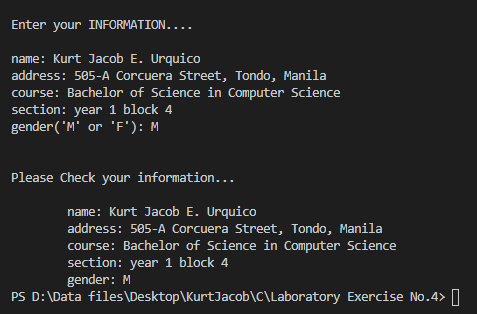 Enter your INFORMATION....
name: Kurt Jacob E. Urquico
address: 505-A Corcuera Street, Tondo, Manila
course: Bachelor of Science in Computer Science
section: year 1 block 4
gender('M' or 'F'): M
Please Check your information...
name: Kurt Jacob E. Urquico
address: 505-A Corcuera Street, Tondo, Manila
course: Bachelor of Science in Computer Science
section: year 1 block 4
gender: M
PS D:\Data files\Desktop\KurtJacob\C\Laboratory Exercise No.4>